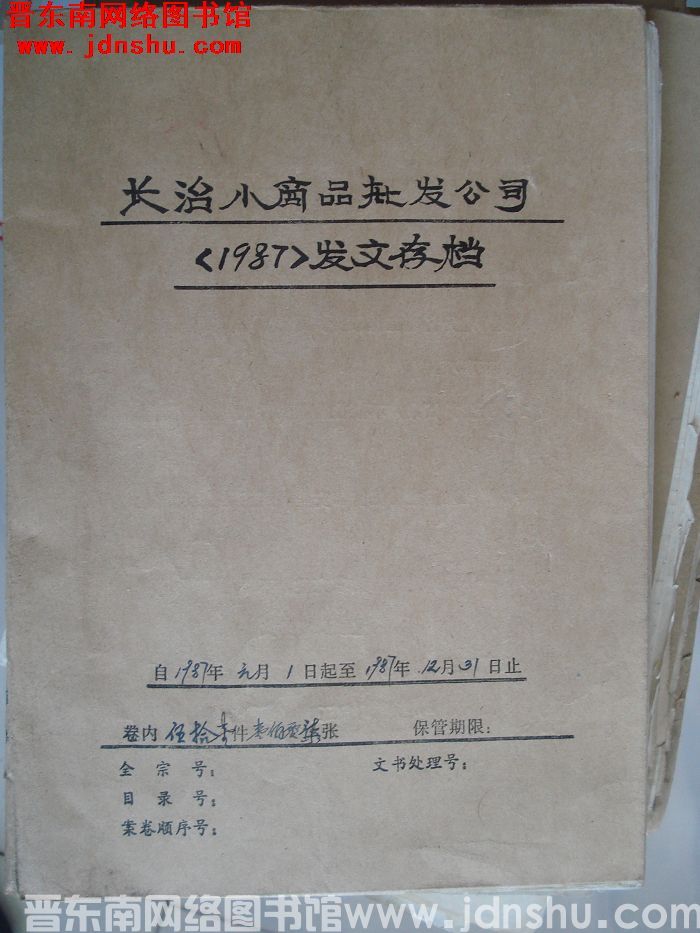 晋东南网络图书馆
www.jdnshu.com
长治小商品批发公司
<1987>发文存档
自1987年元月1日起至1987年12月31日止
卷内伍拾件壹佰张 保管期限:
全宗号: 文书处理号:
目录号:
案卷顺序号:
晋东南网络图书馆www.jdnshu.com